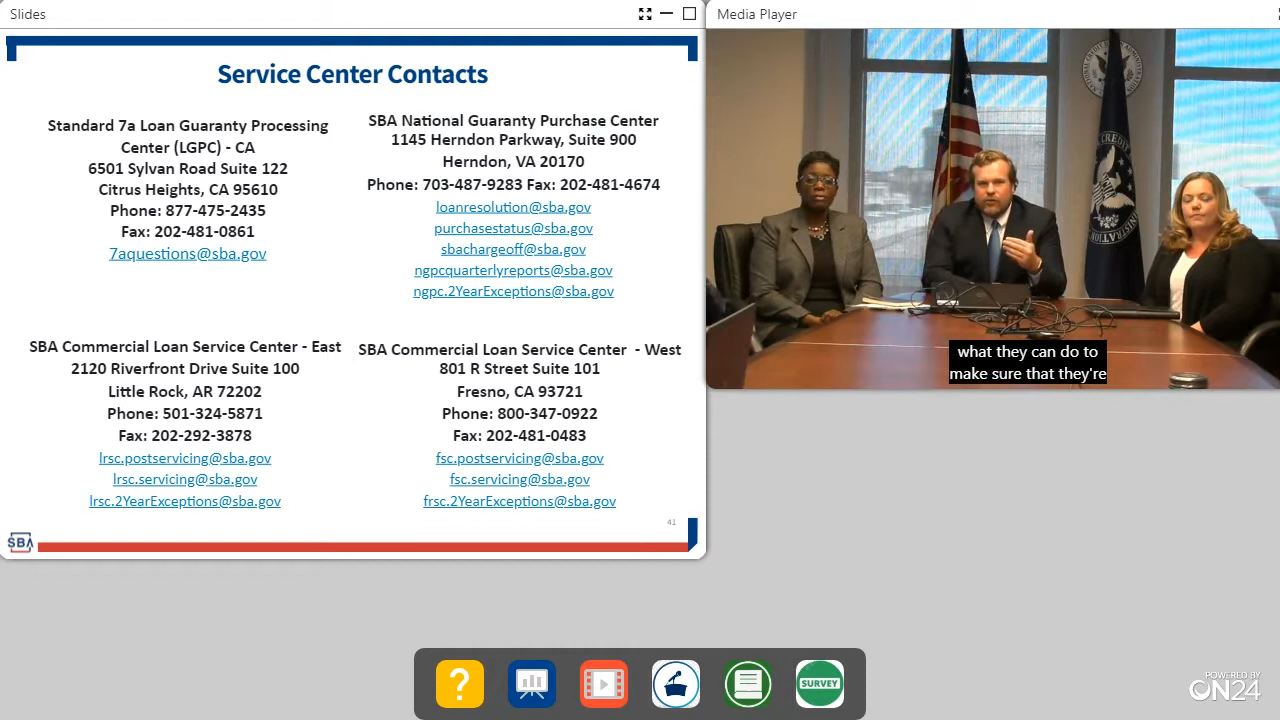 Slides
Service Center Contacts
Standard 7a Loan Guaranty Processing
Center (LGPC) - CA
6501 Sylvan Road Suite 122
Citrus Heights, CA 95610
Phone: 877-475-2435
Fax: 202-481-0861
7aquestions@sba.gov
SBA National Guaranty Purchase Center
1145 Herndon Parkway, Suite 900
Herndon, VA 20170
Phone: 703-487-9283 Fax: 202-481-4674
loanresolution@sba.gov
purchasestatus@sba.gov
sbachargeoff@sba.gov
ngpcquarterlyreports@sba.gov
ngpc.2YearExceptions@sba.gov
SBA Commercial Loan Service Center - East
2120 Riverfront Drive Suite 100
Little Rock, AR 72202
Phone: 501-324-5871
Fax: 202-292-3878
lrsc.postservicing@sba.gov
lrsc.servicing@sba.gov
lrsc.2YearExceptions@sba.gov
SBA Commercial Loan Service Center - West
801 R Street Suite 101
Fresno, CA 93721
Phone: 800-347-0922
Fax: 202-481-0483
fsc.postservicing@sba.gov
fsc.servicing@sba.gov
frsc.2YearExceptions@sba.gov
41
SBA
Media Player
what they can do to
make sure that they're
?
SURVEY
POWERED BY
ON24